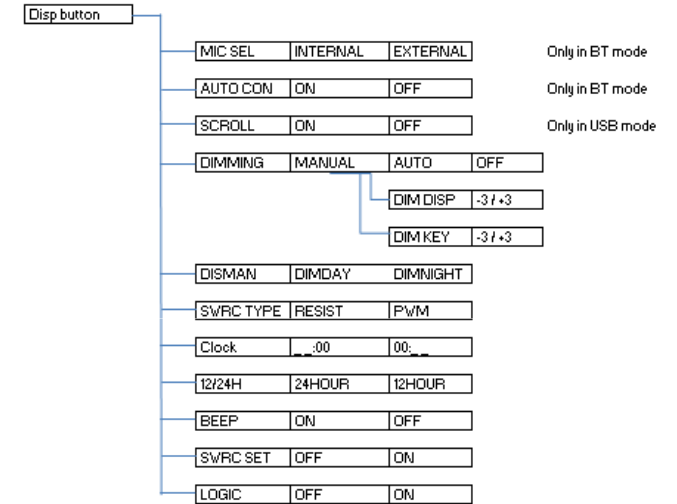 Disp button
MIC SEL INTERNAL EXTERNAL Only in BT mode
AUTO CON ON OFF Only in BT mode
SCROLL ON OFF Only in USB mode
DIMMING MANUAL AUTO OFF
DIM DISP -3 / +3
DIM KEY -3 / +3
DISMAN DIMDAY DIMNIGHT
SWRC TYPE RESIST PWM
Clock _ _:00 00:_ _
12/24H 24HOUR 12HOUR
BEEP ON OFF
SWRC SET OFF ON
LOGIC OFF ON